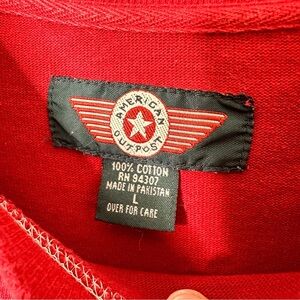 AMERICAN
OUTPOST
100% COTTON
RN 94307
MADE IN PAKISTAN
L
OVER FOR CARE